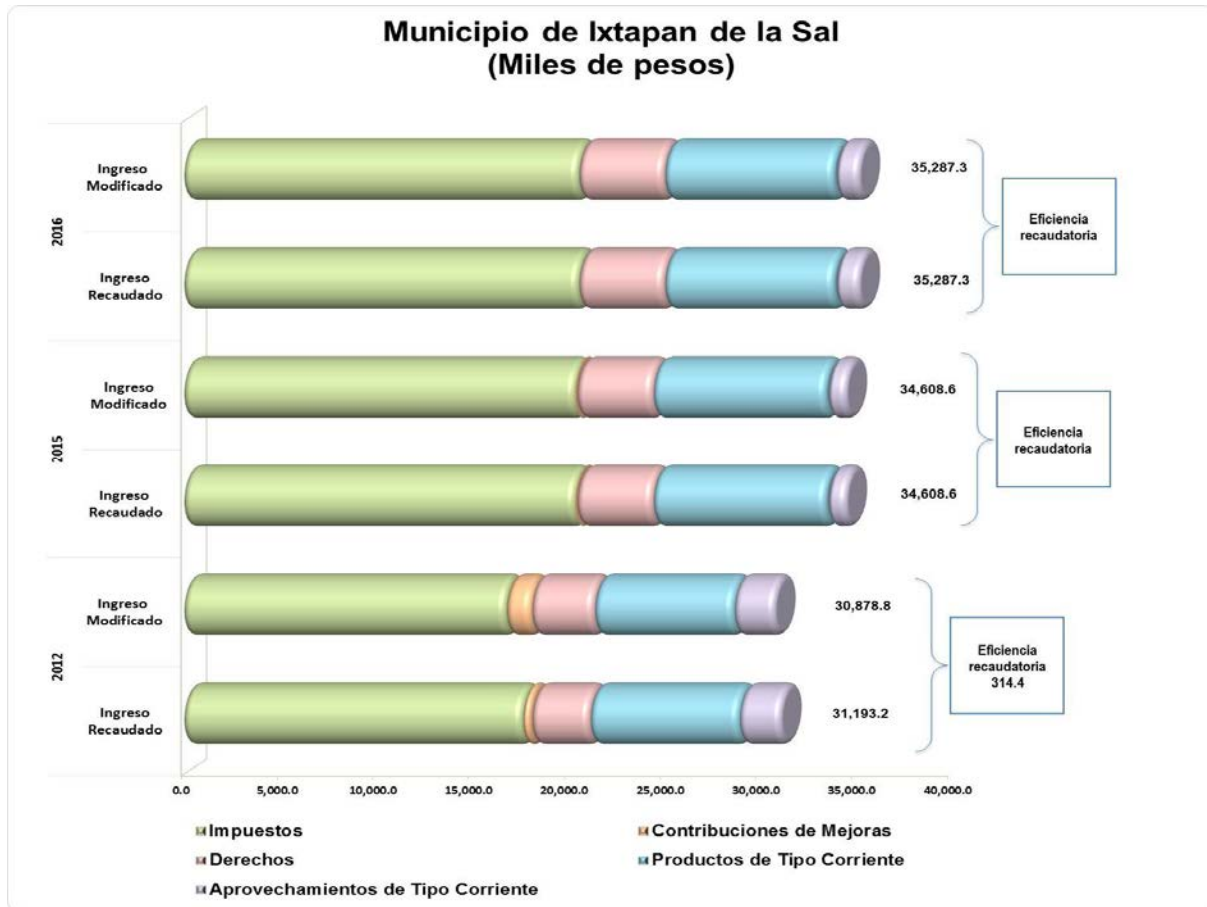 Municipio de Ixtapan de la Sal
(Miles de pesos)
2016
Ingreso
Modificado
35,287.3
Ingreso
Recaudado
35,287.3
Eficiencia
recaudatoria
2015
Ingreso
Modificado
34,608.6
Ingreso
Recaudado
34,608.6
Eficiencia
recaudatoria
2012
Ingreso
Modificado
30,878.8
Ingreso
Recaudado
31,193.2
Eficiencia
recaudatoria
314.4
0.0 5,000.0 10,000.0 15,000.0 20,000.0 25,000.0 30,000.0 35,000.0 40,000.0
Impuestos
Contribuciones de Mejoras
Derechos
Productos de Tipo Corriente
Aprovechamientos de Tipo Corriente